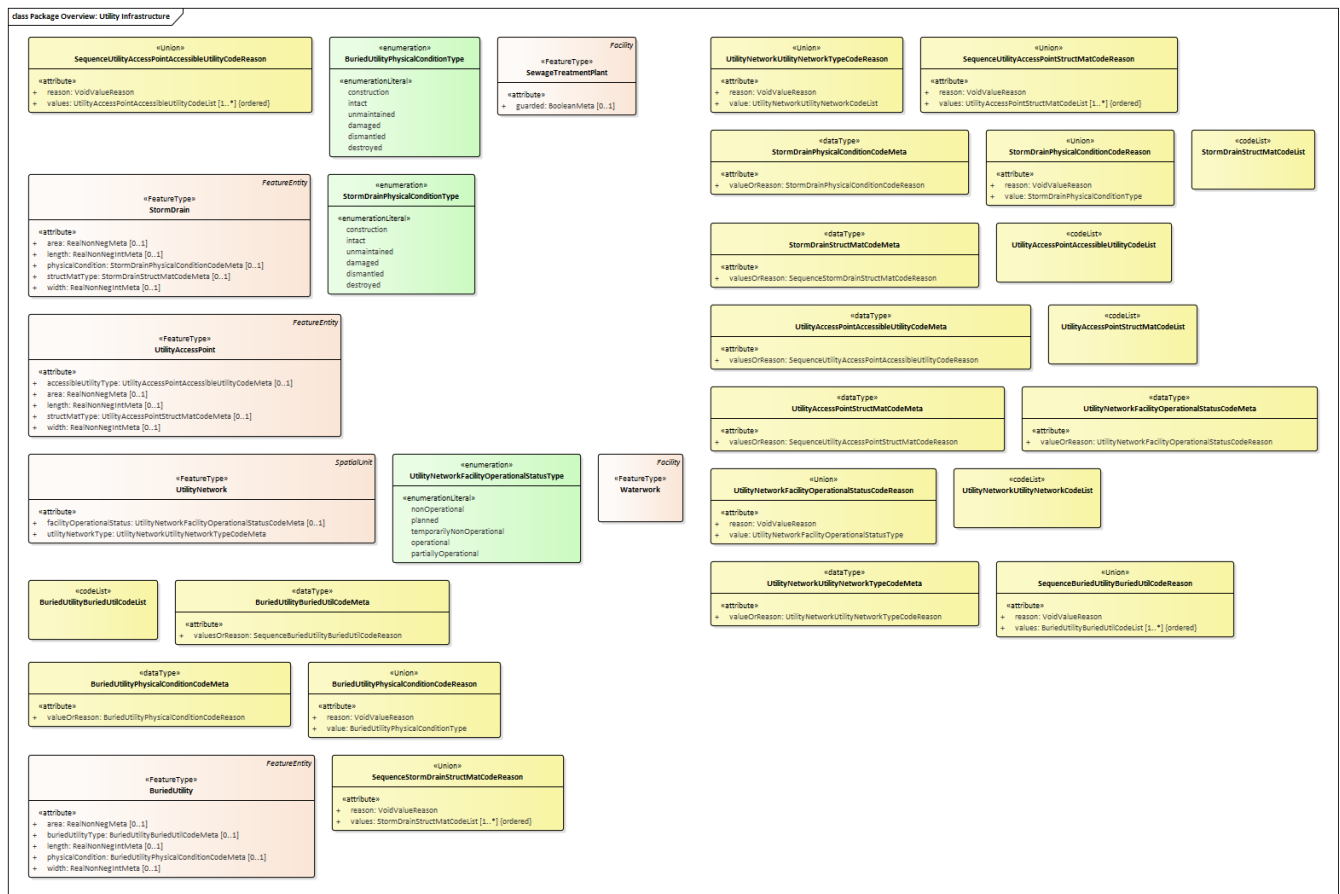 class Package Overview: Utility Infrastructure
«Union»
SequenceUtilityAccessPointAccessibleUtilityCodeReason
«attribute»
+ reason: VoidValueReason
+ values: UtilityAccessPointAccessibleUtilityCodeList [1..*] {ordered}
«enumeration»
BuriedUtilityPhysicalConditionType
«enumerationLiteral»
construction
intact
unmaintained
damaged
dismantled
destroyed
Facility
«FeatureType»
SewageTreatmentPlant
«attribute»
+ guarded: BooleanMeta [0..1]
«Union»
UtilityNetworkUtilityNetworkTypeCodeReason
«attribute»
+ reason: VoidValueReason
+ value: UtilityNetworkUtilityNetworkCodeList
«Union»
SequenceUtilityAccessPointStructMatCodeReason
«attribute»
+ reason: VoidValueReason
+ values: UtilityAccessPointStructMatCodeList [1..*] {ordered}
«dataType»
StormDrainPhysicalConditionCodeMeta
«attribute»
+ valueOrReason: StormDrainPhysicalConditionCodeReason
«Union»
StormDrainPhysicalConditionCodeReason
«attribute»
+ reason: VoidValueReason
+ value: StormDrainPhysicalConditionType
«codeList»
StormDrainStructMatCodeList
FeatureEntity
«FeatureType»
StormDrain
«attribute»
+ area: RealNonNegMeta [0..1]
+ length: RealNonNegIntMeta [0..1]
+ physicalCondition: StormDrainPhysicalConditionCodeMeta [0..1]
+ structMatType: StormDrainStructMatCodeMeta [0..1]
+ width: RealNonNegIntMeta [0..1]
«enumeration»
StormDrainPhysicalConditionType
«enumerationLiteral»
construction
intact
unmaintained
damaged
dismantled
destroyed
«dataType»
StormDrainStructMatCodeMeta
«attribute»
+ valuesOrReason: SequenceStormDrainStructMatCodeReason
«codeList»
UtilityAccessPointAccessibleUtilityCodeList
FeatureEntity
«FeatureType»
UtilityAccessPoint
«attribute»
+ accessibleUtilityType: UtilityAccessPointAccessibleUtilityCodeMeta [0..1]
+ area: RealNonNegMeta [0..1]
+ length: RealNonNegIntMeta [0..1]
+ structMatType: UtilityAccessPointStructMatCodeMeta [0..1]
+ width: RealNonNegIntMeta [0..1]
«dataType»
UtilityAccessPointAccessibleUtilityCodeMeta
«attribute»
+ valuesOrReason: SequenceUtilityAccessPointAccessibleUtilityCodeReason
«codeList»
UtilityAccessPointStructMatCodeList
«dataType»
UtilityAccessPointStructMatCodeMeta
«attribute»
+ valuesOrReason: SequenceUtilityAccessPointStructMatCodeReason
«dataType»
UtilityNetworkFacilityOperationalStatusCodeMeta
«attribute»
+ valueOrReason: UtilityNetworkFacilityOperationalStatusCodeReason
SpatialUnit
«FeatureType»
UtilityNetwork
«attribute»
+ facilityOperationalStatus: UtilityNetworkFacilityOperationalStatusCodeMeta [0..1]
+ utilityNetworkType: UtilityNetworkUtilityNetworkTypeCodeMeta
«enumeration»
UtilityNetworkFacilityOperationalStatusType
«enumerationLiteral»
nonOperational
planned
temporarilyNonOperational
operational
partiallyOperational
Facility
«FeatureType»
Waterwork
«Union»
UtilityNetworkFacilityOperationalStatusCodeReason
«attribute»
+ reason: VoidValueReason
+ value: UtilityNetworkFacilityOperationalStatusType
«codeList»
UtilityNetworkUtilityNetworkCodeList
«codeList»
BuriedUtilityBuriedUtilCodeList
«dataType»
BuriedUtilityBuriedUtilCodeMeta
«attribute»
+ valuesOrReason: SequenceBuriedUtilityBuriedUtilCodeReason
«dataType»
UtilityNetworkUtilityNetworkTypeCodeMeta
«attribute»
+ valueOrReason: UtilityNetworkUtilityNetworkTypeCodeReason
«Union»
SequenceBuriedUtilityBuriedUtilCodeReason
«attribute»
+ reason: VoidValueReason
+ values: BuriedUtilityBuriedUtilCodeList [1..*] {ordered}
«dataType»
BuriedUtilityPhysicalConditionCodeMeta
«attribute»
+ valueOrReason: BuriedUtilityPhysicalConditionCodeReason
«Union»
BuriedUtilityPhysicalConditionCodeReason
«attribute»
+ reason: VoidValueReason
+ value: BuriedUtilityPhysicalConditionType
FeatureEntity
«FeatureType»
BuriedUtility
«attribute»
+ area: RealNonNegMeta [0..1]
+ buriedUtilityType: BuriedUtilityBuriedUtilCodeMeta [0..1]
+ length: RealNonNegIntMeta [0..1]
+ physicalCondition: BuriedUtilityPhysicalConditionCodeMeta [0..1]
+ width: RealNonNegIntMeta [0..1]
«Union»
SequenceStormDrainStructMatCodeReason
«attribute»
+ reason: VoidValueReason
+ values: StormDrainStructMatCodeList [1..*] {ordered}